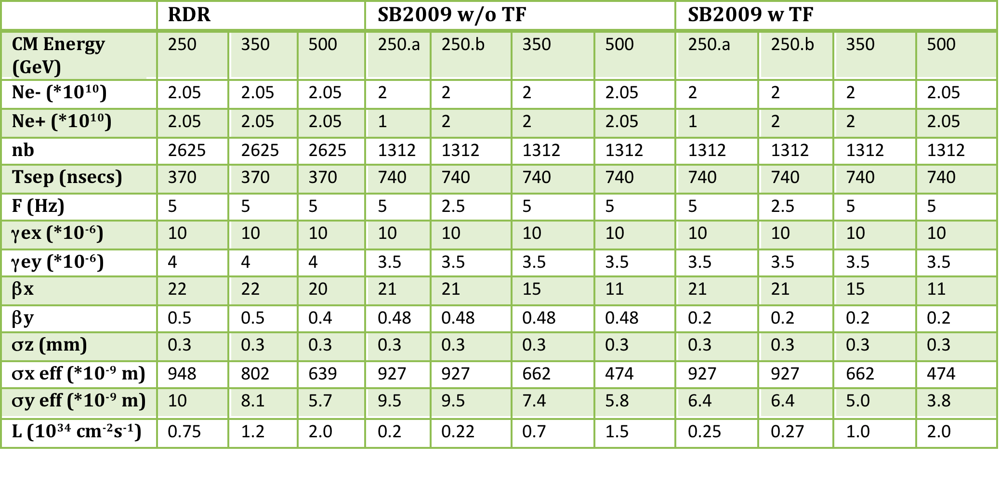 RDR SB2009 w/o TF SB2009 w TF
CM Energy (GeV) 250 350 500 250.a 250.b 350 500 250.a 250.b 350 500
Ne- (*10¹⁰) 2.05 2.05 2.05 2 2 2 2.05 2 2 2 2.05
Ne+ (*10¹⁰) 2.05 2.05 2.05 1 2 2 2.05 1 2 2 2.05
nb 2625 2625 2625 1312 1312 1312 1312 1312 1312 1312 1312
Tsep (nsecs) 370 370 370 740 740 740 740 740 740 740 740
F (Hz) 5 5 5 5 2.5 5 5 5 2.5 5 5
γex (*10⁻⁶) 10 10 10 10 10 10 10 10 10 10 10
γey (*10⁻⁶) 4 4 4 3.5 3.5 3.5 3.5 3.5 3.5 3.5 3.5
βx 22 22 20 21 21 15 11 21 21 15 11
βy 0.5 0.5 0.4 0.48 0.48 0.48 0.48 0.2 0.2 0.2 0.2
σz (mm) 0.3 0.3 0.3 0.3 0.3 0.3 0.3 0.3 0.3 0.3 0.3
σx eff (*10⁻⁹ m) 948 802 639 927 927 662 474 927 927 662 474
σy eff (*10⁻⁹ m) 10 8.1 5.7 9.5 9.5 7.4 5.8 6.4 6.4 5.0 3.8
L (10³⁴ cm⁻²s⁻¹) 0.75 1.2 2.0 0.2 0.22 0.7 1.5 0.25 0.27 1.0 2.0